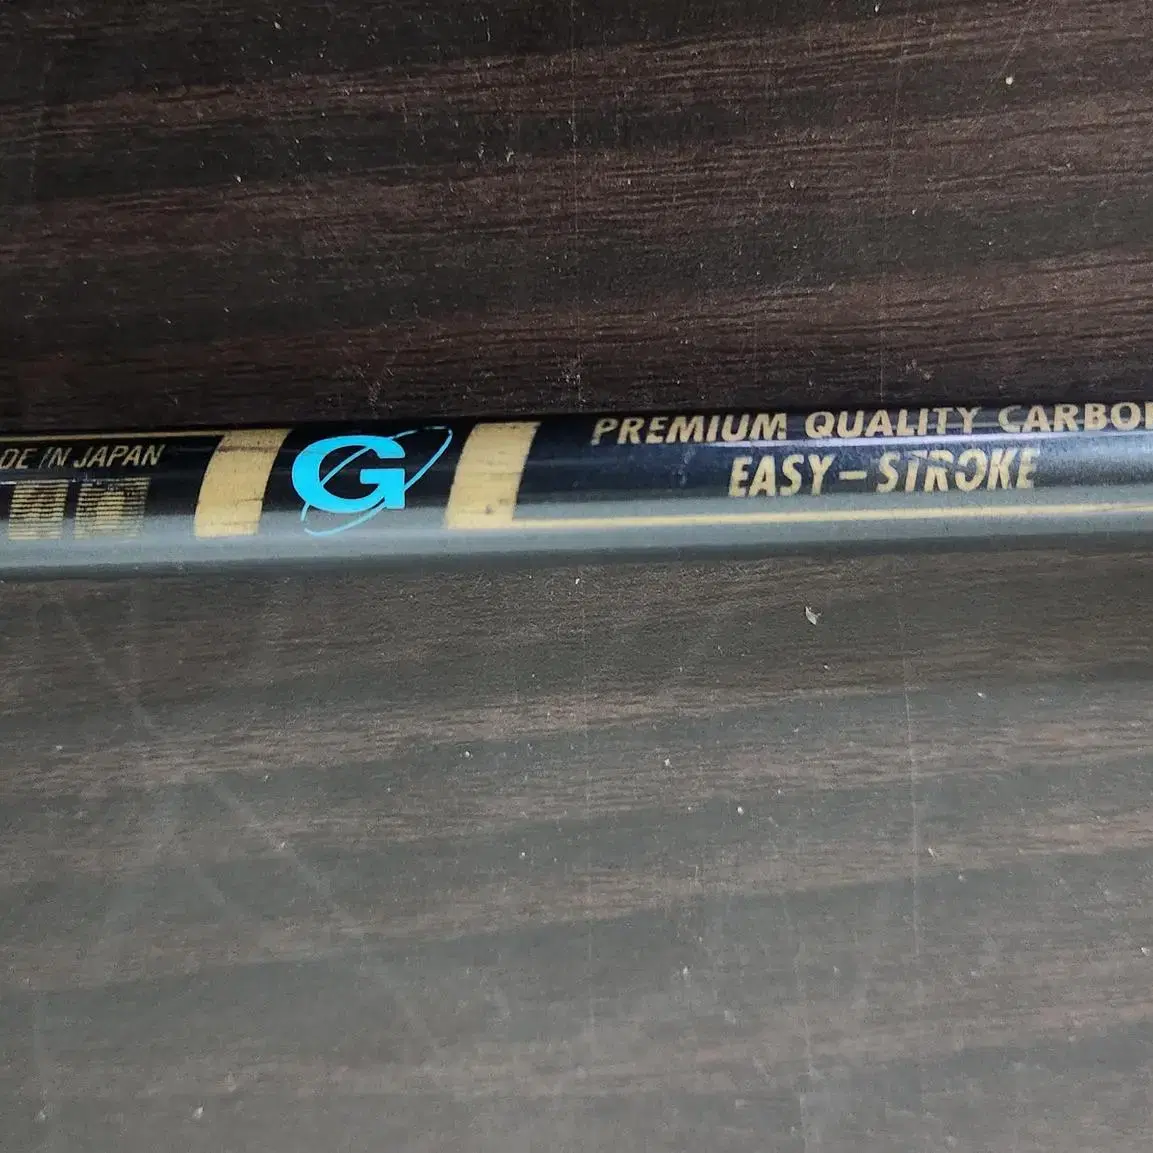 DE IN JAPAN
G
PREMIUM QUALITY CARBO
EASY-STROKE